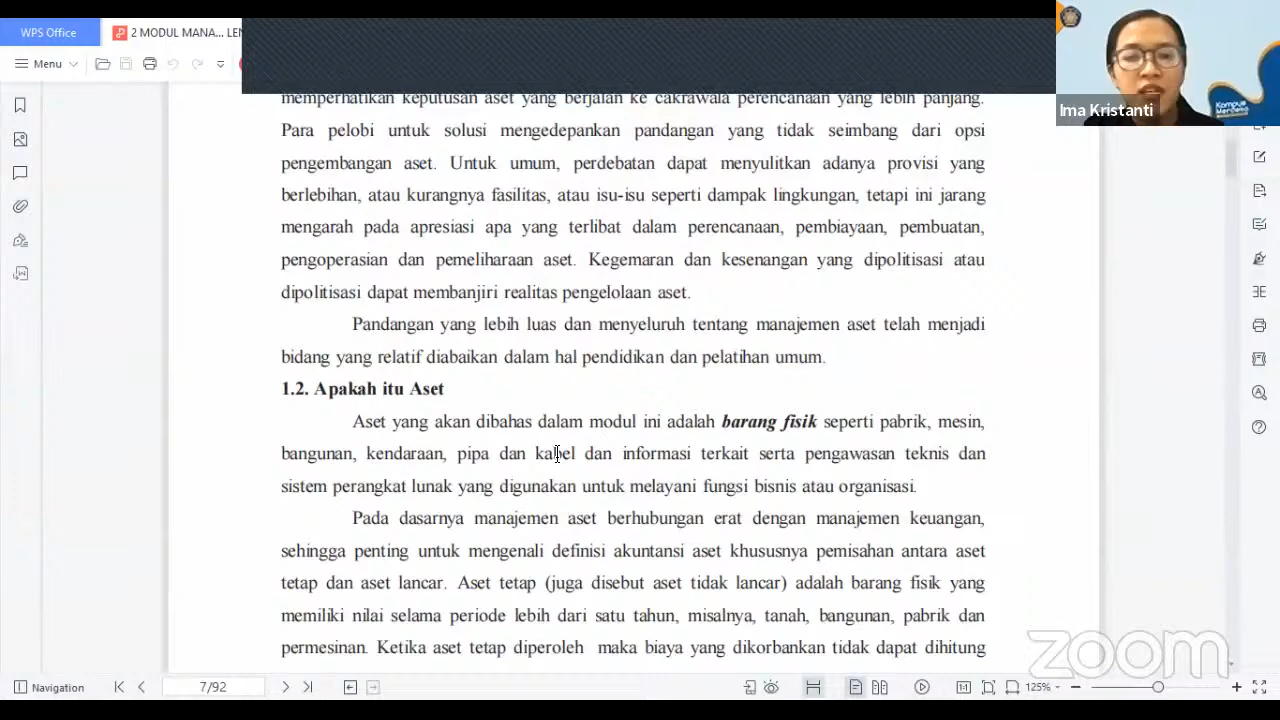 WPS Office
2 MODUL MANA... LEN
Menu
Ima Kristanti
Kampus
Merdeka
memperhatikan keputusan aset yang berjalan ke cakrawala perencanaan yang lebih panjang.
Para pelobi untuk solusi mengedepankan pandangan yang tidak seimbang dari opsi
pengembangan aset. Untuk umum, perdebatan dapat menyulitkan adanya provisi yang
berlebihan, atau kurangnya fasilitas, atau isu-isu seperti dampak lingkungan, tetapi ini jarang
mengarah pada apresiasi apa yang terlibat dalam perencanaan, pembiayaan, pembuatan,
pengoperasian dan pemeliharaan aset. Kegemaran dan kesenangan yang dipolitisasi atau
dipolitisasi dapat membanjiri realitas pengelolaan aset.
Pandangan yang lebih luas dan menyeluruh tentang manajemen aset telah menjadi
bidang yang relatif diabaikan dalam hal pendidikan dan pelatihan umum.
1.2. Apakah itu Aset
Aset yang akan dibahas dalam modul ini adalah barang fisik seperti pabrik, mesin,
bangunan, kendaraan, pipa dan kabel dan informasi terkait serta pengawasan teknis dan
sistem perangkat lunak yang digunakan untuk melayani fungsi bisnis atau organisasi.
Pada dasarnya manajemen aset berhubungan erat dengan manajemen keuangan,
sehingga penting untuk mengenali definisi akuntansi aset khususnya pemisahan antara aset
tetap dan aset lancar. Aset tetap (juga disebut aset tidak lancar) adalah barang fisik yang
memiliki nilai selama periode lebih dari satu tahun, misalnya, tanah, bangunan, pabrik dan
permesinan. Ketika aset tetap diperoleh maka biaya yang dikorbankan tidak dapat dihitung
zoom
Navigation
7/92
125%